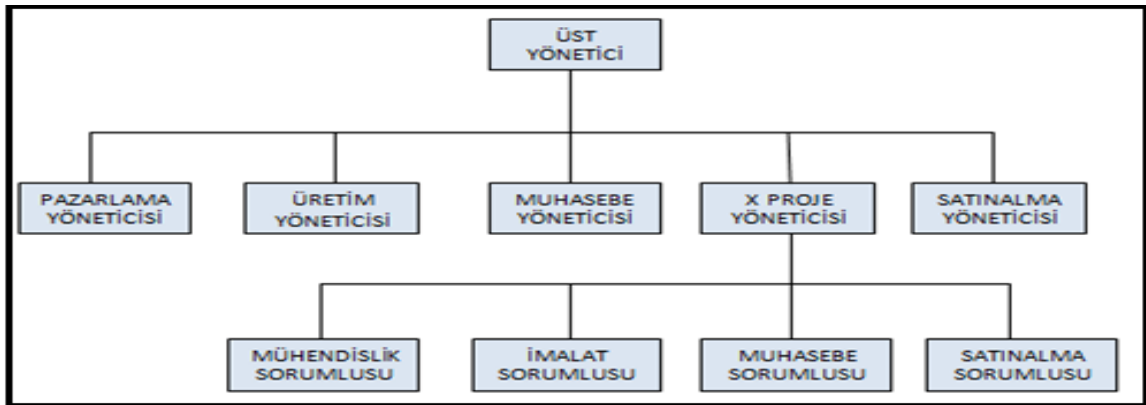 ÜST
YÖNETİCİ
PAZARLAMA
YÖNETİCİSİ
ÜRETİM
YÖNETİCİSİ
MUHASEBE
YÖNETİCİSİ
X PROJE
YÖNETİCİSİ
SATINALMA
YÖNETİCİSİ
MÜHENDİSLİK
SORUMLUSU
İMALAT
SORUMLUSU
MUHASEBE
SORUMLUSU
SATINALMA
SORUMLUSU